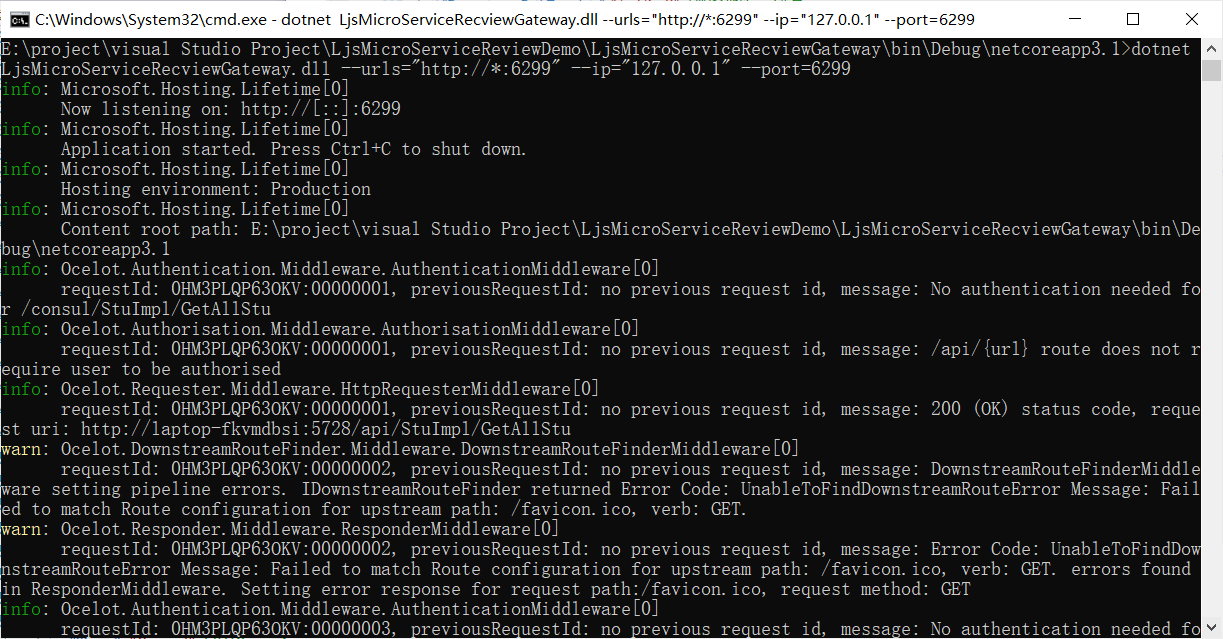 C:\Windows\System32\cmd.exe - dotnet  LjsMicroServiceRecviewGateway.dll --urls="http://*:6299" --ip="127.0.0.1" --port=6299
E:\project\visual Studio Project\LjsMicroServiceReviewDemo\LjsMicroServiceRecviewGateway\bin\Debug\netcoreapp3.1>dotnet
LjsMicroServiceRecviewGateway.dll --urls="http://*:6299" --ip="127.0.0.1" --port=6299
info: Microsoft.Hosting.Lifetime[0]
      Now listening on: http://[::]:6299
info: Microsoft.Hosting.Lifetime[0]
      Application started. Press Ctrl+C to shut down.
info: Microsoft.Hosting.Lifetime[0]
      Hosting environment: Production
info: Microsoft.Hosting.Lifetime[0]
      Content root path: E:\project\visual Studio Project\LjsMicroServiceReviewDemo\LjsMicroServiceRecviewGateway\bin\De
bug\netcoreapp3.1
info: Ocelot.Authentication.Middleware.AuthenticationMiddleware[0]
      requestId: 0HM3PLQP63OKV:00000001, previousRequestId: no previous request id, message: No authentication needed fo
r /consul/StuImpl/GetAllStu
info: Ocelot.Authorisation.Middleware.AuthorisationMiddleware[0]
      requestId: 0HM3PLQP63OKV:00000001, previousRequestId: no previous request id, message: /api/{url} route does not r
equire user to be authorised
info: Ocelot.Requester.Middleware.HttpRequesterMiddleware[0]
      requestId: 0HM3PLQP63OKV:00000001, previousRequestId: no previous request id, message: 200 (OK) status code, reque
st uri: http://laptop-fkvmdbsi:5728/api/StuImpl/GetAllStu
warn: Ocelot.DownstreamRouteFinder.Middleware.DownstreamRouteFinderMiddleware[0]
      requestId: 0HM3PLQP63OKV:00000002, previousRequestId: no previous request id, message: DownstreamRouteFinderMiddle
ware setting pipeline errors. IDownstreamRouteFinder returned Error Code: UnableToFindDownstreamRouteError Message: Fail
ed to match Route configuration for upstream path: /favicon.ico, verb: GET.
warn: Ocelot.Responder.Middleware.ResponderMiddleware[0]
      requestId: 0HM3PLQP63OKV:00000002, previousRequestId: no previous request id, message: Error Code: UnableToFindDow
nstreamRouteError Message: Failed to match Route configuration for upstream path: /favicon.ico, verb: GET. errors found
in ResponderMiddleware. Setting error response for request path:/favicon.ico, request method: GET
info: Ocelot.Authentication.Middleware.AuthenticationMiddleware[0]
      requestId: 0HM3PLQP63OKV:00000003, previousRequestId: no previous request id, message: No authentication needed fo